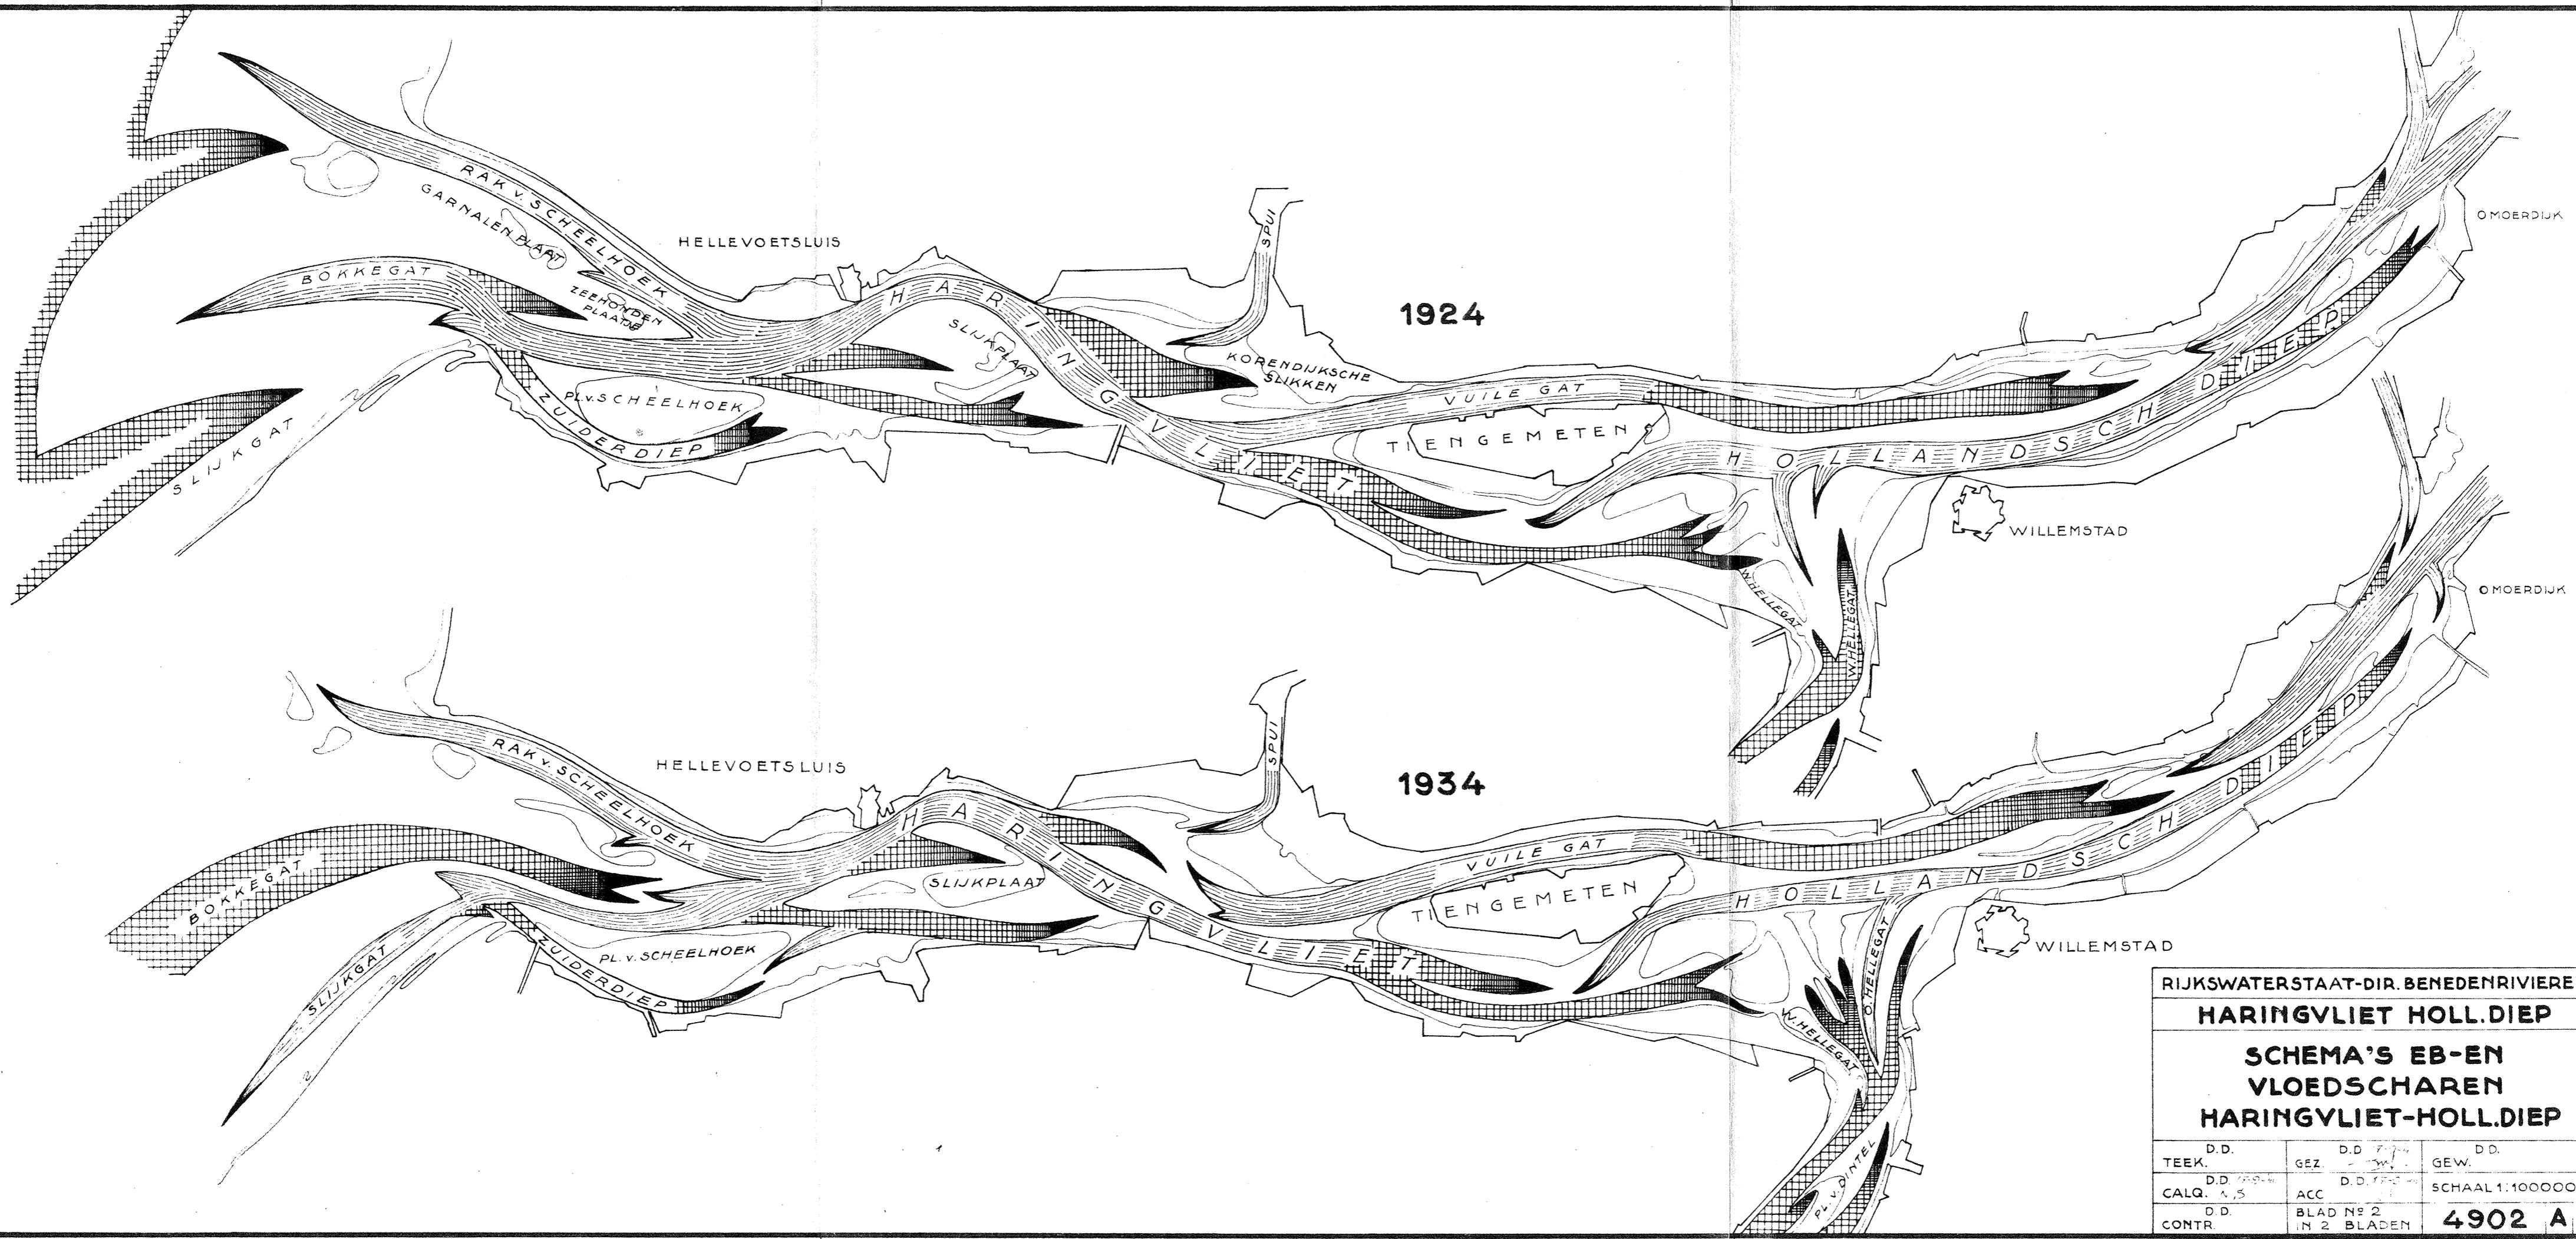 RAK v. SCHEELHOEK
GARNALENPLAAT
HELLEVOETSLUIS
BOKKEGAT
ZEEHONDEN
PLAATJE
HARINGVLIET
SLIJKPLAAT
SPUI
1924
KORENDIJKSCHE
SLIKKEN
VUILE GAT
TIENGEMETEN
HOLLANDSCH DIEP
O MOERDIJK
PL.v.SCHEELHOEK
ZUIDERDIEP
SLIJKGAT
WILLEMSTAD
W.HELLEGAT
W.HELLEGAT
O MOERDIJK
RAK v. SCHEELHOEK
HELLEVOETSLUIS
SPUI
1934
HARINGVLIET
BOKKEGAT
SLIJKPLAAT
VUILE GAT
TIENGEMETEN
HOLLANDSCH DIEP
SLIJKGAT
ZUIDERDIEP
PL. v. SCHEELHOEK
WILLEMSTAD
O.HELLEGAT
W.HELLEGAT
PL. v. DINTEL
RIJKSWATERSTAAT-DIR. BENEDENRIVIERE
HARINGVLIET HOLL.DIEP
SCHEMA'S EB-EN
VLOEDSCHAREN
HARINGVLIET-HOLL.DIEP
D.D.
TEEK.
D.D
GEZ.
D D.
GEW.
D.D.
CALQ.
D.D.
ACC
SCHAAL 1:100000
D.D.
CONTR.
BLAD Nº 2
IN 2 BLADEN
4902 A